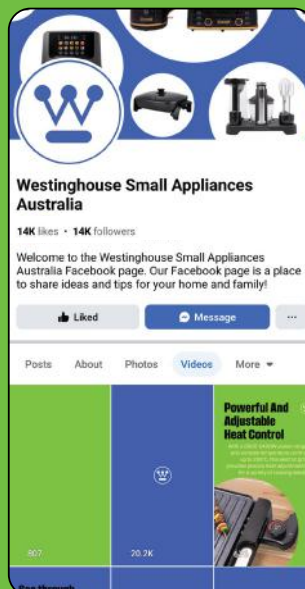 Westinghouse Small Appliances
Australia
14K likes • 14K followers
Welcome to the Westinghouse Small Appliances
Australia Facebook page. Our Facebook page is a place
to share ideas and tips for your home and family!
Liked
Message
Posts About Photos Videos More
Powerful And
Adjustable
Heat Control
807
20.2K
See through